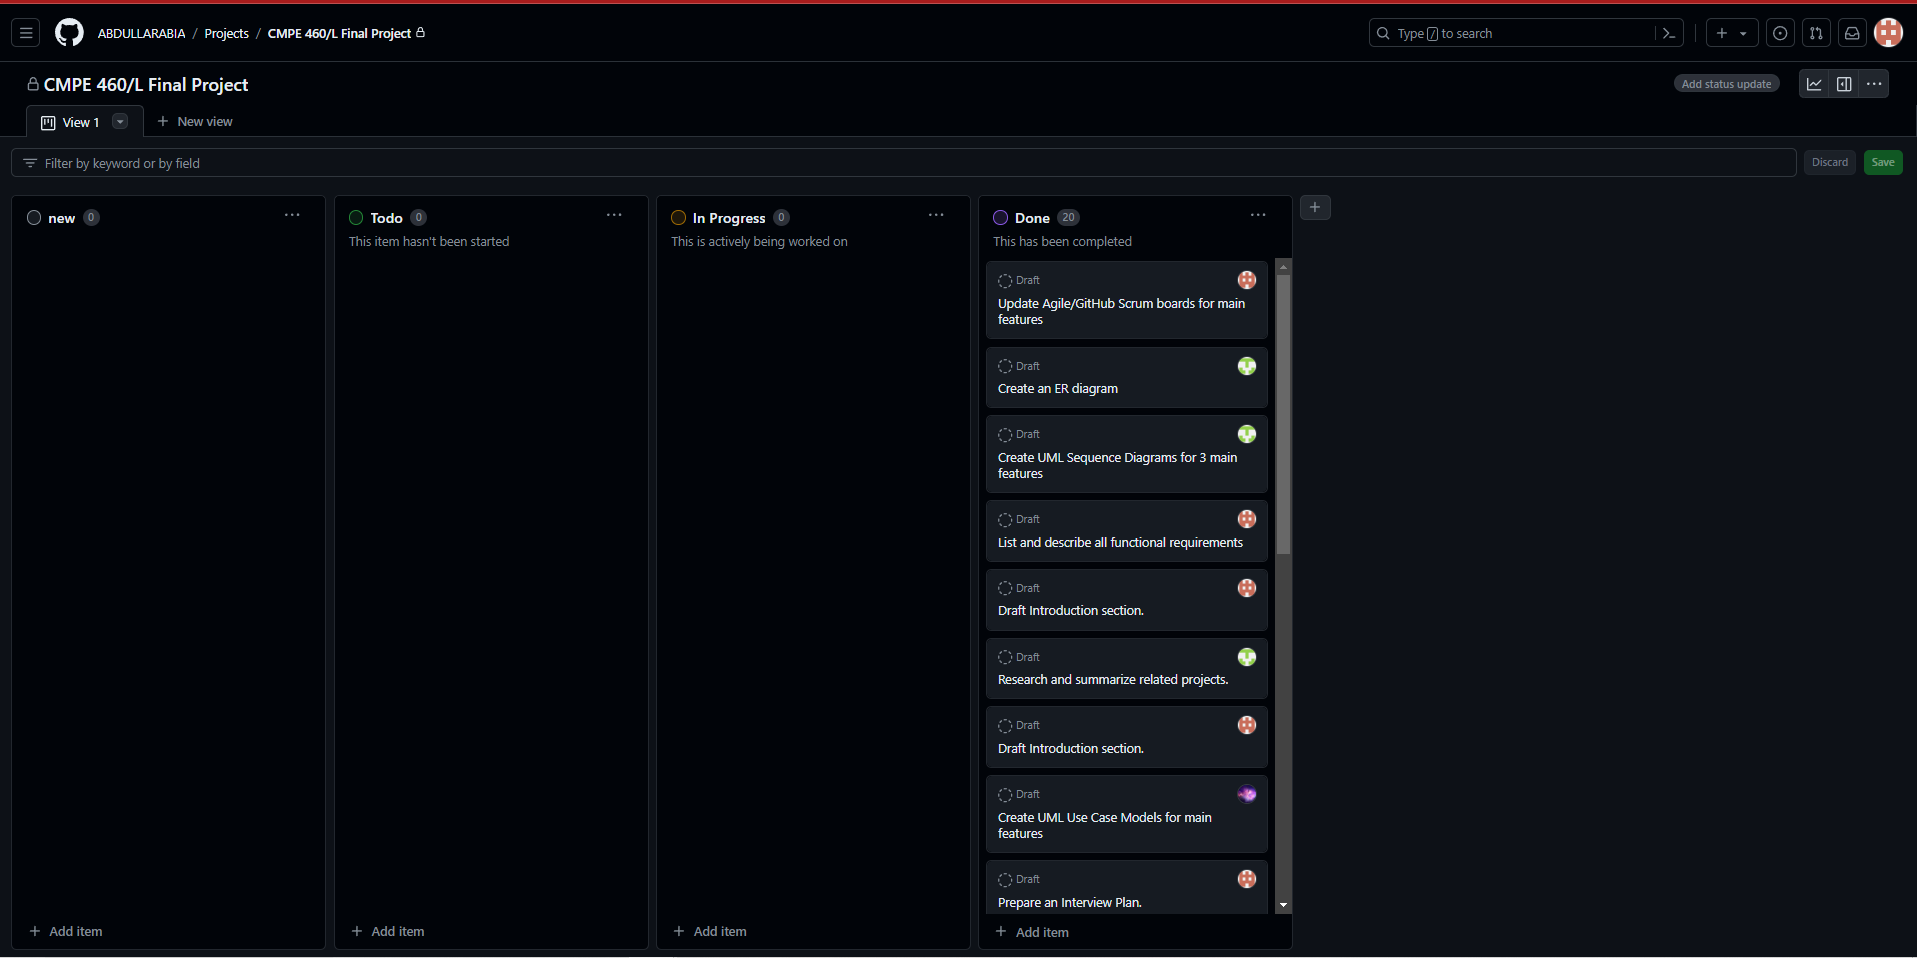 ABDULLARABIA / Projects / CMPE 460/L Final Project
Type / to search
CMPE 460/L Final Project
Add status update
View 1
New view
Filter by keyword or by field
Discard
Save
new 0
Add item
Todo 0
This item hasn't been started
Add item
In Progress 0
This is actively being worked on
Add item
Done 20
This has been completed
Draft
Update Agile/GitHub Scrum boards for main
features
Draft
Create an ER diagram
Draft
Create UML Sequence Diagrams for 3 main
features
Draft
List and describe all functional requirements
Draft
Draft Introduction section.
Draft
Research and summarize related projects.
Draft
Draft Introduction section.
Draft
Create UML Use Case Models for main
features
Draft
Prepare an Interview Plan.
Add item